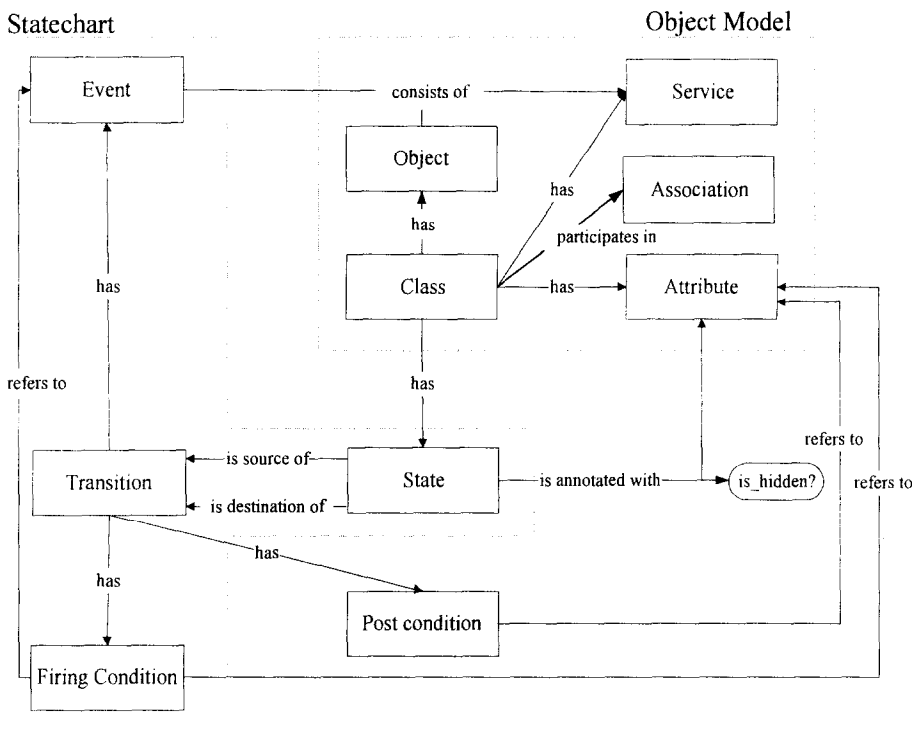 Statechart
Object Model
Event
consists of
Service
Object
has
Association
has
participates in
Class
has
Attribute
has
refers to
has
refers to
is source of
Transition
State
is annotated with
is_hidden?
refers to
is destination of
has
has
Post condition
Firing Condition